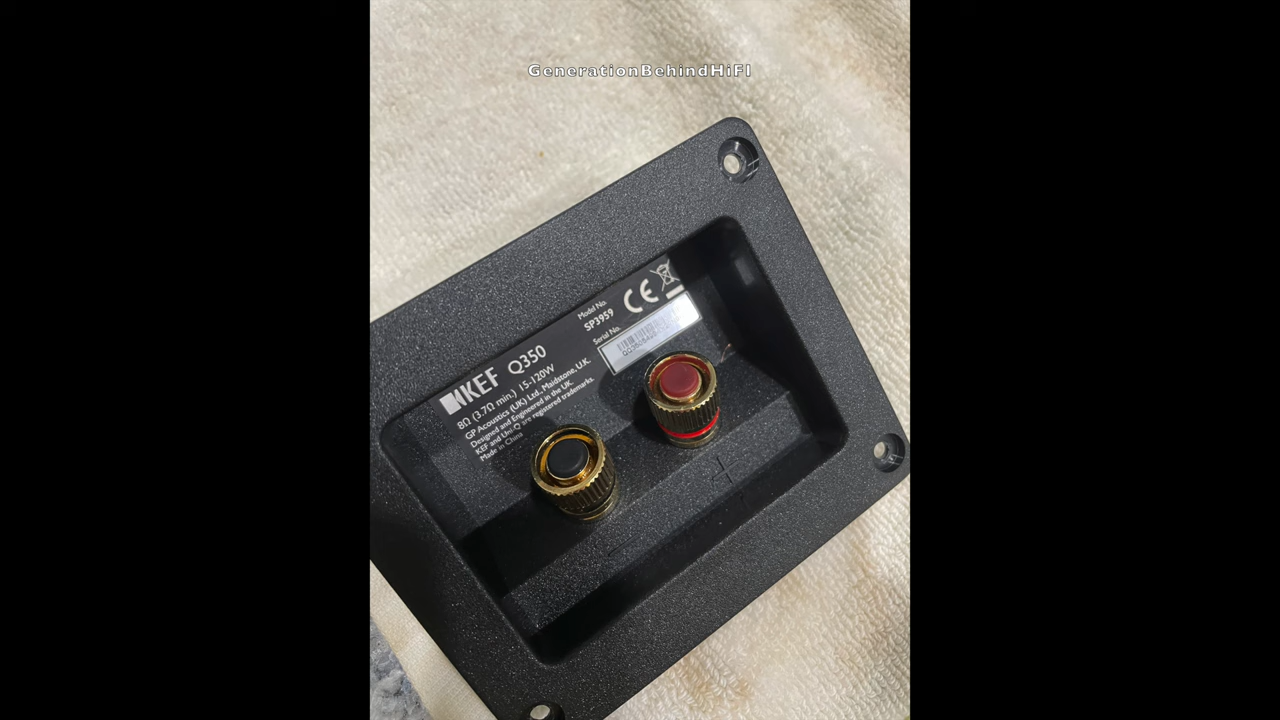 GenerationBehindHiFI
KEF Q350
8Ω (3.7Ω min.) 15-120W
GP Acoustics (UK) Ltd., Maidstone, U.K.
Designed and Engineered in the UK.
KEF and Uni-Q are registered trademarks.
Made in China
Model No.
SP3959
Serial No.
CE
+
-